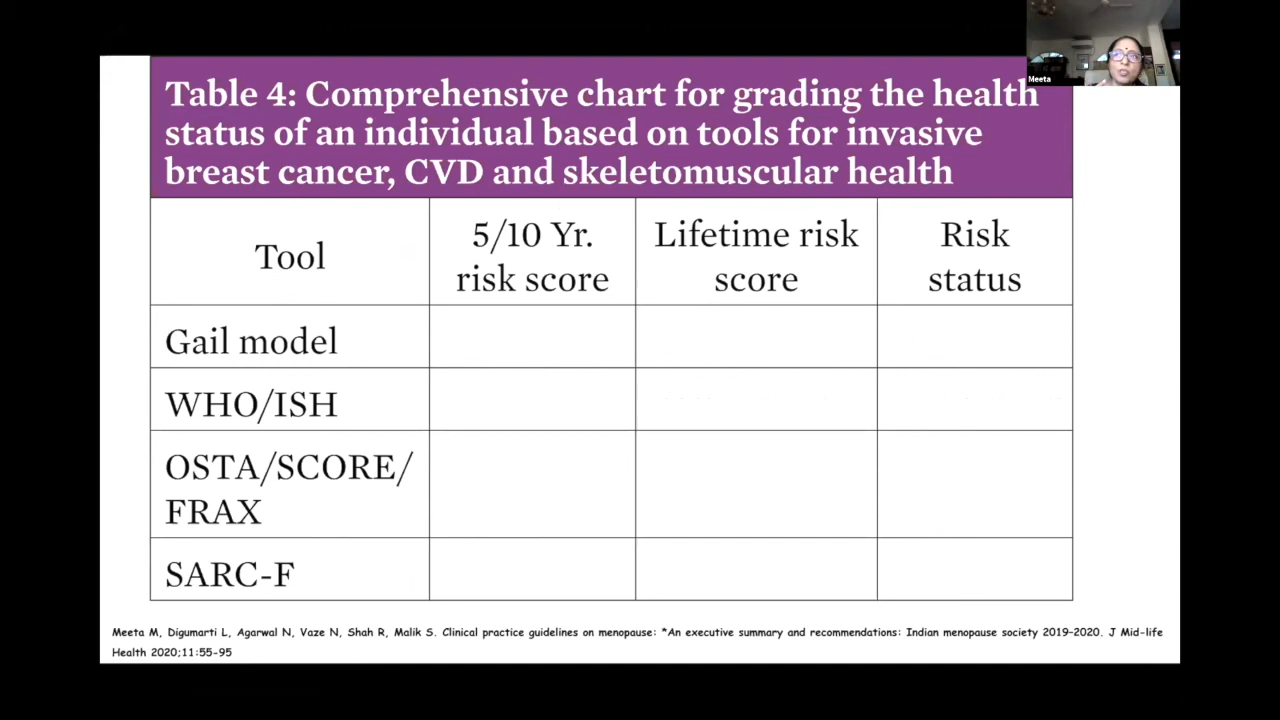 Meeta
Table 4: Comprehensive chart for grading the health
status of an individual based on tools for invasive
breast cancer, CVD and skeletomuscular health
Tool
5/10 Yr.
risk score
Lifetime risk
score
Risk
status
Gail model
WHO/ISH
OSTA/SCORE/
FRAX
SARC-F
Meeta M, Digumarti L, Agarwal N, Vaze N, Shah R, Malik S. Clinical practice guidelines on menopause: *An executive summary and recommendations: Indian menopause society 2019-2020. J Mid-life
Health 2020;11:55-95